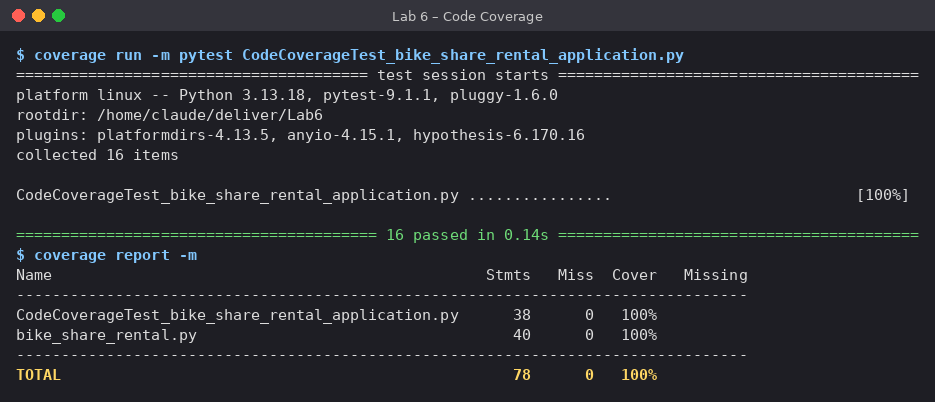 Lab 6 – Code Coverage
$ coverage run -m pytest CodeCoverageTest_bike_share_rental_application.py
======================================= test session starts ========================================
platform linux -- Python 3.13.18, pytest-9.1.1, pluggy-1.6.0
rootdir: /home/claude/deliver/Lab6
plugins: platformdirs-4.13.5, anyio-4.15.1, hypothesis-6.170.16
collected 16 items
CodeCoverageTest_bike_share_rental_application.py ................                           [100%]
======================================== 16 passed in 0.14s ========================================
$ coverage report -m
Name                                                Stmts   Miss  Cover   Missing
---------------------------------------------------------------------------------
CodeCoverageTest_bike_share_rental_application.py      38      0   100%
bike_share_rental.py                                   40      0   100%
---------------------------------------------------------------------------------
TOTAL                                                  78      0   100%